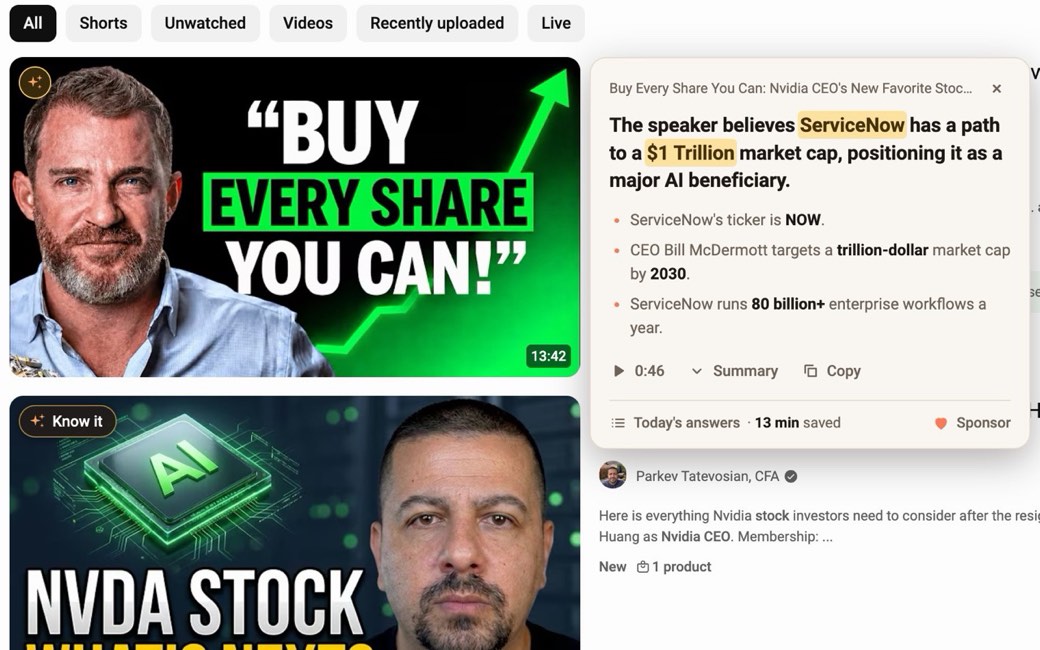 All
Shorts
Unwatched
Videos
Recently uploaded
Live
“BUY
EVERY SHARE
YOU CAN!”
13:42
Buy Every Share You Can: Nvidia CEO's New Favorite Stoc...
The speaker believes ServiceNow has a path
to a $1 Trillion market cap, positioning it as a
major AI beneficiary.
• ServiceNow's ticker is NOW.
• CEO Bill McDermott targets a trillion-dollar market cap
by 2030.
• ServiceNow runs 80 billion+ enterprise workflows a
year.
0:46
Summary
Copy
Today's answers · 13 min saved
Sponsor
Know it
AI
NVDA STOCK
Parkev Tatevosian, CFA
Here is everything Nvidia stock investors need to consider after the
Huang as Nvidia CEO. Membership: ...
New
1 product